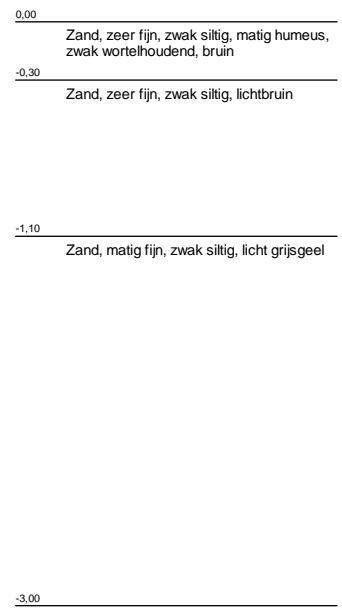 0,00
Zand, zeer fijn, zwak siltig, matig humeus,
zwak wortelhoudend, bruin
-0,30
Zand, zeer fijn, zwak siltig, lichtbruin
-1,10
Zand, matig fijn, zwak siltig, licht grijsgeel
-3,00